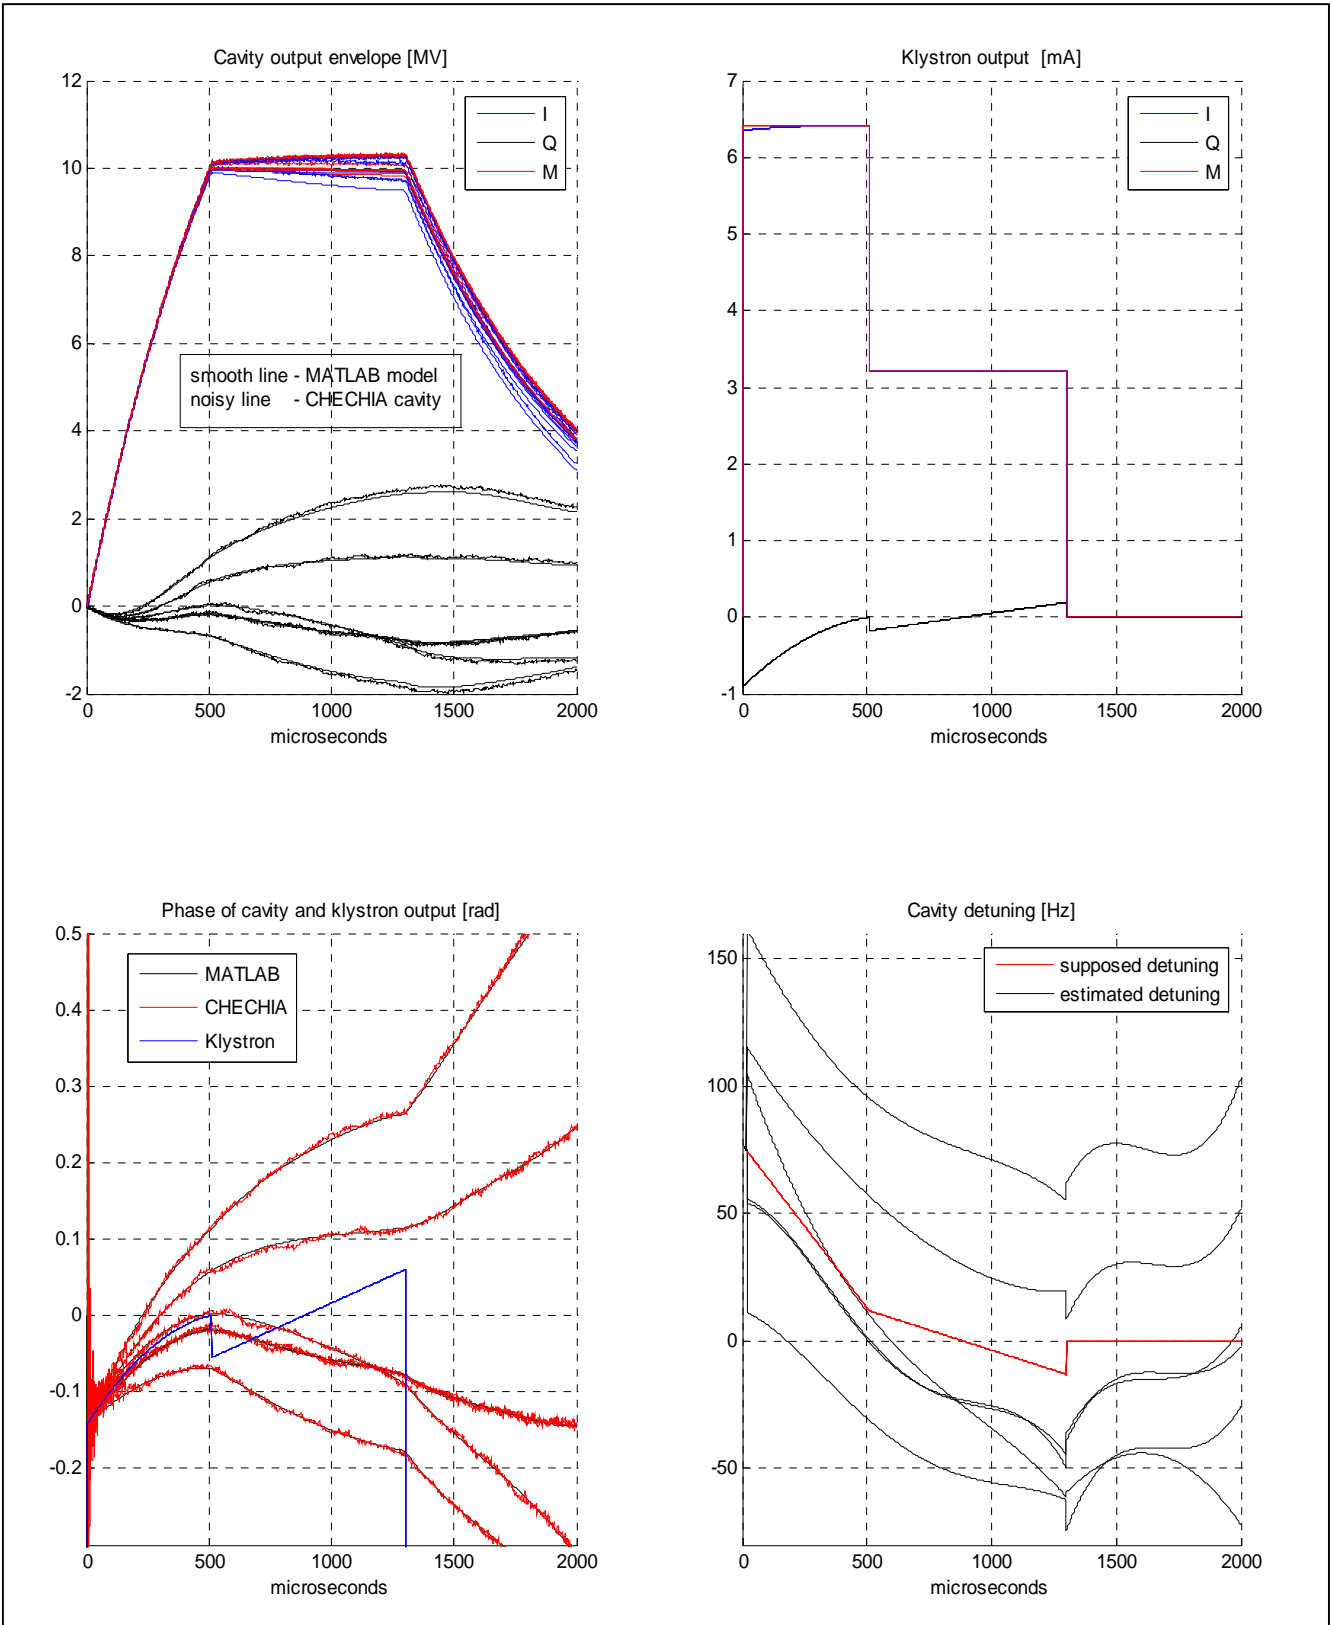 Cavity output envelope [MV]
12
10
8
6
4
2
0
-2
I
Q
M
smooth line - MATLAB model
noisy line - CHECHIA cavity
0 500 1000 1500 2000
microseconds
Klystron output [mA]
7
6
5
4
3
2
1
0
-1
I
Q
M
0 500 1000 1500 2000
microseconds
Phase of cavity and klystron output [rad]
0.5
0.4
0.3
0.2
0.1
0
-0.1
-0.2
MATLAB
CHECHIA
Klystron
0 500 1000 1500 2000
microseconds
Cavity detuning [Hz]
150
100
50
0
-50
supposed detuning
estimated detuning
0 500 1000 1500 2000
microseconds